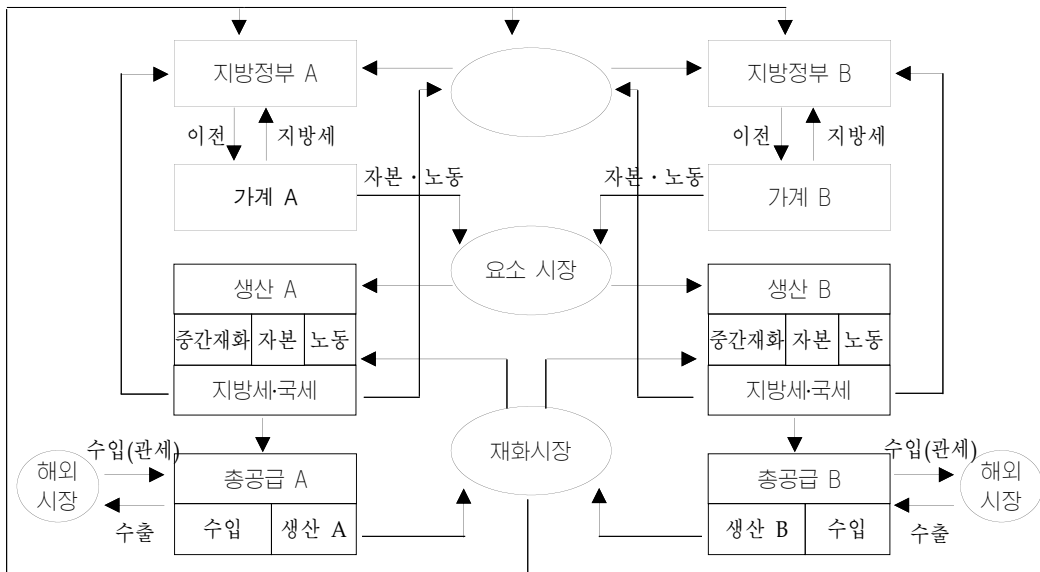 지방정부 A
지방정부 B
이전
지방세
이전
지방세
자본·노동
자본·노동
가계 A
가계 B
요소 시장
생산 A
생산 B
중간재화 자본 노동
중간재화 자본 노동
지방세·국세
지방세·국세
수입(관세)
재화시장
수입(관세)
해외
시장
총공급 A
총공급 B
해외
시장
수출
수입 생산 A
생산 B 수입
수출